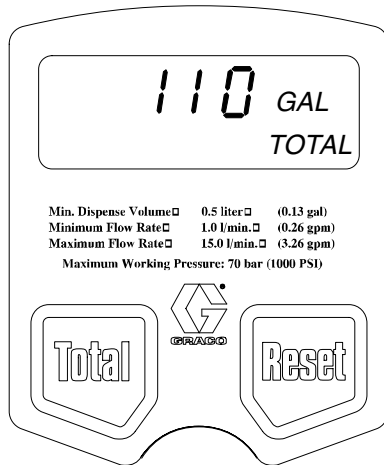 110 GAL
TOTAL
Min. Dispense Volume□ 0.5 liter□ (0.13 gal)
Minimum Flow Rate□ 1.0 l/min.□ (0.26 gpm)
Maximum Flow Rate□ 15.0 l/min.□ (3.26 gpm)
Maximum Working Pressure: 70 bar (1000 PSI)
G
GRACO
Total Reset